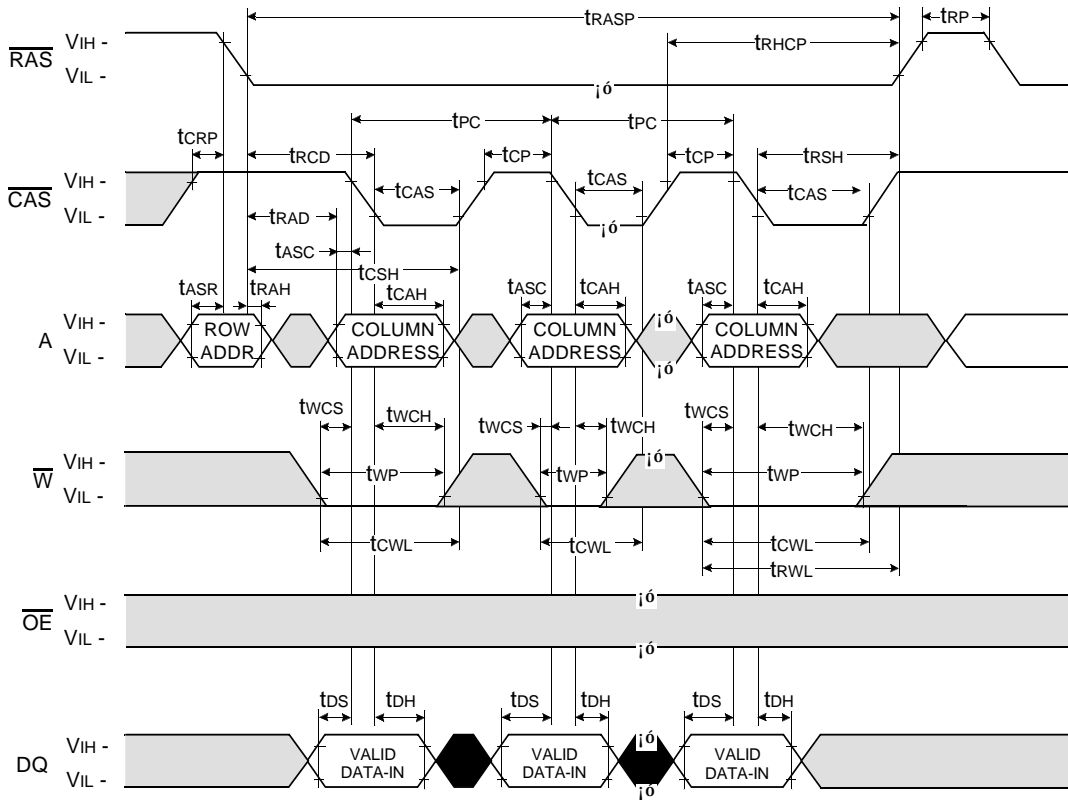 tRASP
tRP
tRHCP
RAS
VIH -
VIL -
¡ó
tPC
tPC
tCRP
tRCD
tCP
tCP
tRSH
CAS
VIH -
VIL -
tCAS
tCAS
tCAS
¡ó
tRAD
tASC
tCSH
tASR
tRAH
tCAH
tASC
tCAH
tASC
tCAH
A
VIH -
VIL -
ROW
ADDR
COLUMN
ADDRESS
COLUMN
ADDRESS
¡ó
¡ó
COLUMN
ADDRESS
tWCS
tWCH
tWCS
tWCH
tWCS
tWCH
W
VIH -
VIL -
¡ó
tWP
tWP
tWP
tCWL
tCWL
tCWL
tRWL
OE
VIH -
VIL -
¡ó
¡ó
tDS
tDH
tDS
tDH
tDS
tDH
DQ
VIH -
VIL -
VALID
DATA-IN
VALID
DATA-IN
¡ó
¡ó
VALID
DATA-IN